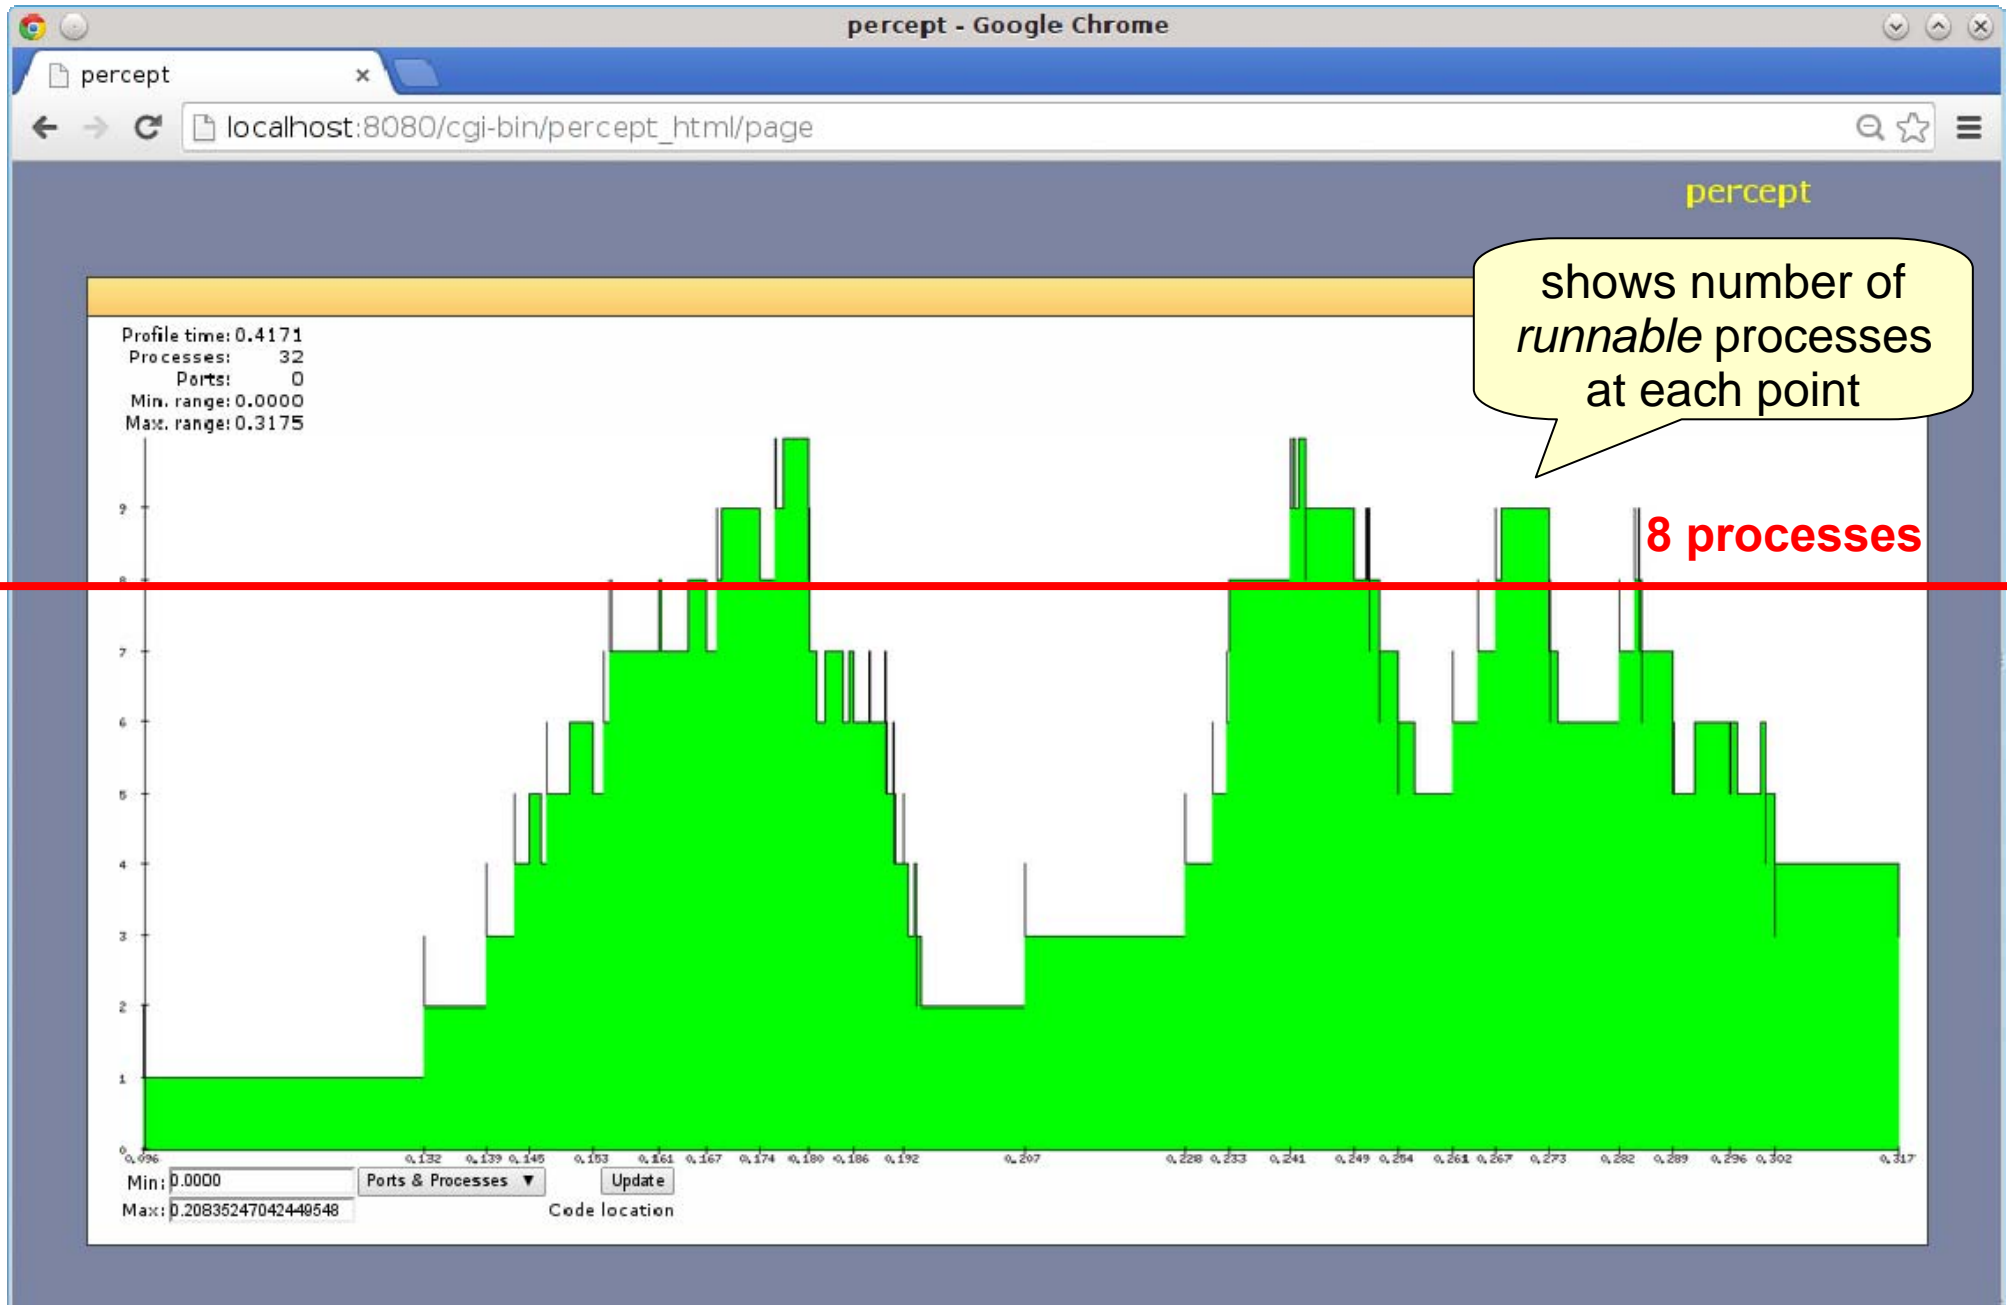 percept - Google Chrome
percept
localhost:8080/cgi-bin/percept_html/page
percept
shows number of
runnable processes
at each point
Profile time: 0.4171
Processes: 32
Ports: 0
Min. range: 0.0000
Max. range: 0.3175
8 processes
9
8
7
6
5
4
3
2
1
0
0.096 0.132 0.139 0.145 0.153 0.161 0.167 0.174 0.180 0.186 0.192 0.207 0.228 0.233 0.241 0.249 0.254 0.261 0.267 0.273 0.282 0.289 0.296 0.302 0.317
Min: 0.0000 Ports & Processes ▼ Update
Max: 0.20835247042449548 Code location